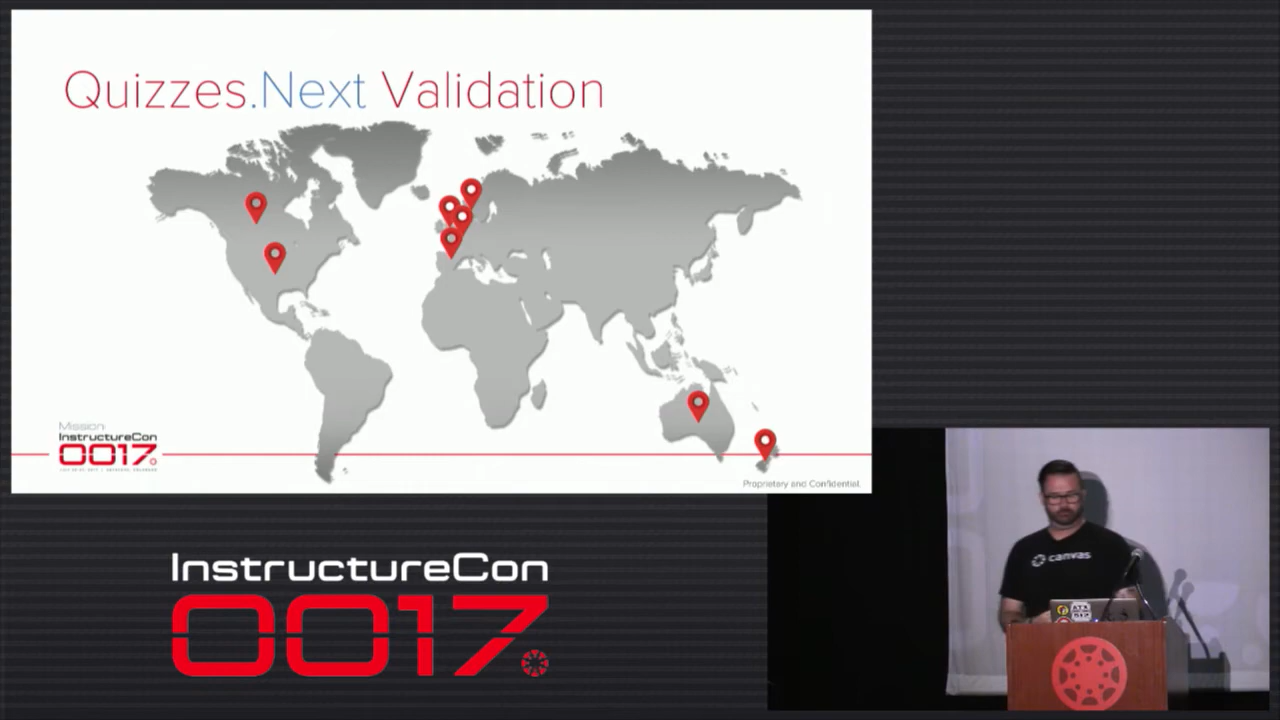 Quizzes.Next Validation
Mission:
InstructureCon
0017
Proprietary and Confidential.
InstructureCon
0017
canvas